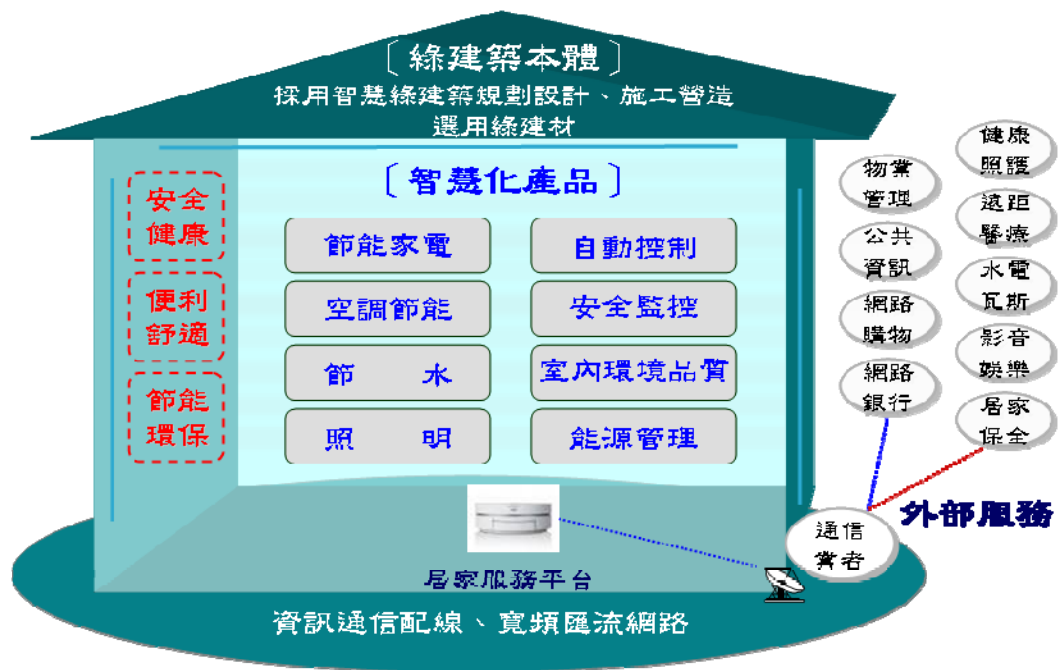 〔綠建築本體〕
採用智慧綠建築規劃設計、施工營造
選用綠建材
〔智慧化產品〕
安全
健康
便利
舒適
節能
環保
節能家電
自動控制
空調節能
安全監控
節 水
室內環境品質
照 明
能源管理
居家服務平台
資訊通信配線、寬頻匯流網路
物業
管理
公共
資訊
網路
購物
網路
銀行
健康
照護
遠距
醫療
水電
瓦斯
影音
娛樂
居家
保全
通信
業者
外部服務